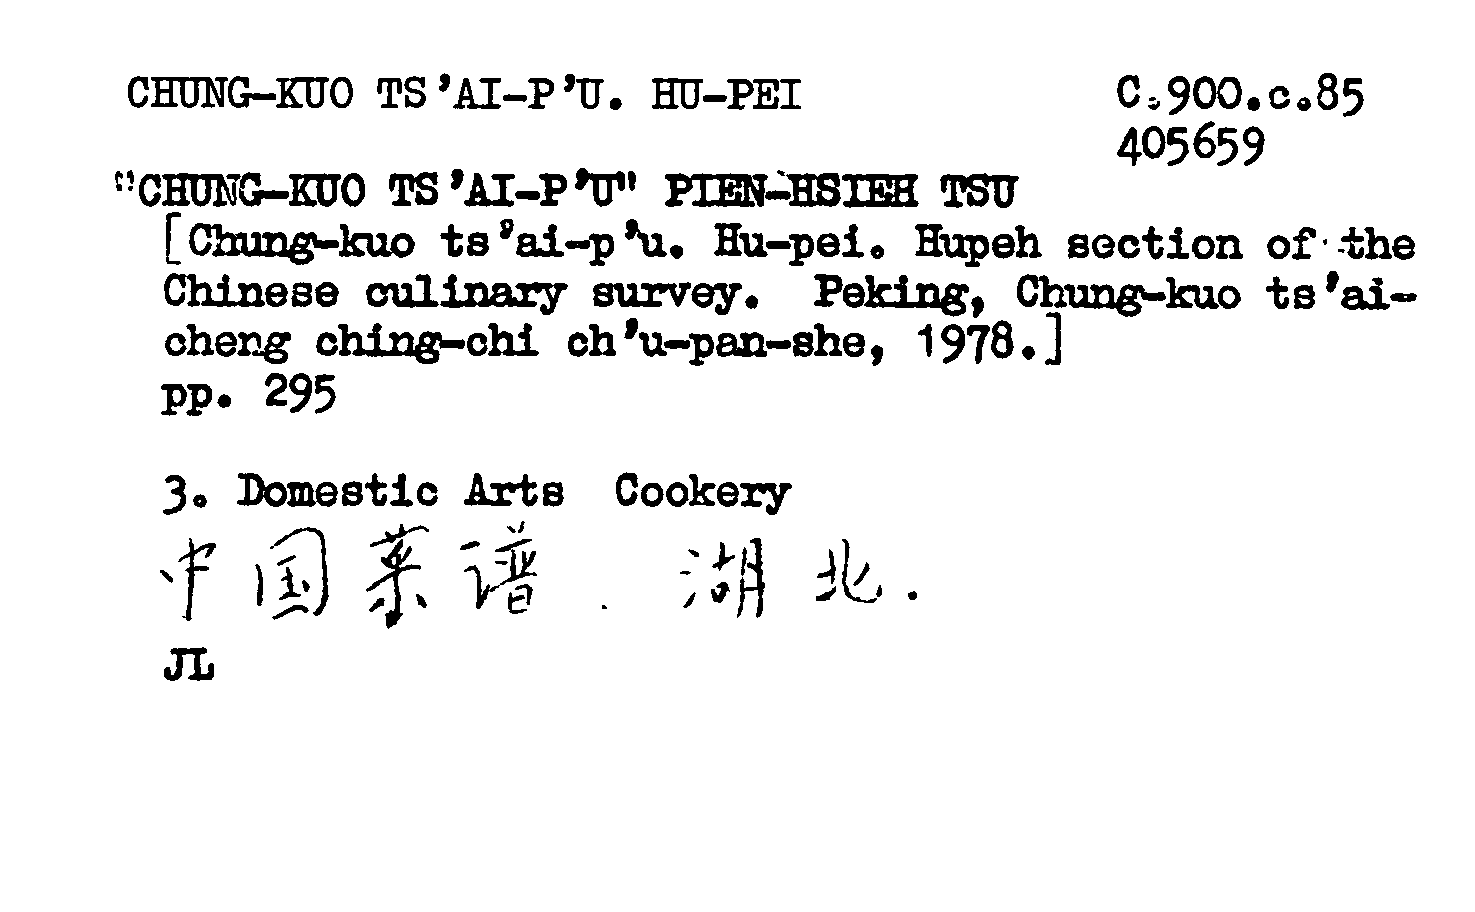 CHUNG-KUO TS'AI-P'U. HU-PEI C.900.c.85
405659
"CHUNG-KUO TS'AI-P'U" PIEN-HSIEH TSU
[Chung-kuo ts'ai-p'u. Hu-pei. Hupeh section of the
Chinese culinary survey. Peking, Chung-kuo ts'ai-
cheng ching-chi ch'u-pan-she, 1978.]
pp. 295
3. Domestic Arts Cookery
中国菜谱. 湖北.
JL